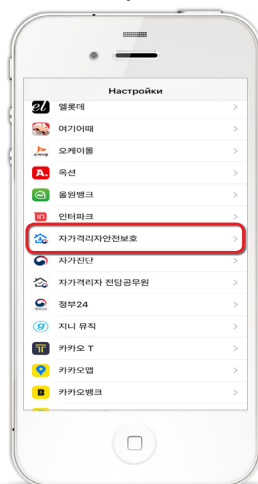 Настройки
엘롯데
여기어때
오케이몰
옥션
올원뱅크
인터파크
자가격리자안전보호
자가진단
자가격리자 전담공무원
정부24
지니 뮤직
카카오 T
카카오맵
카카오뱅크